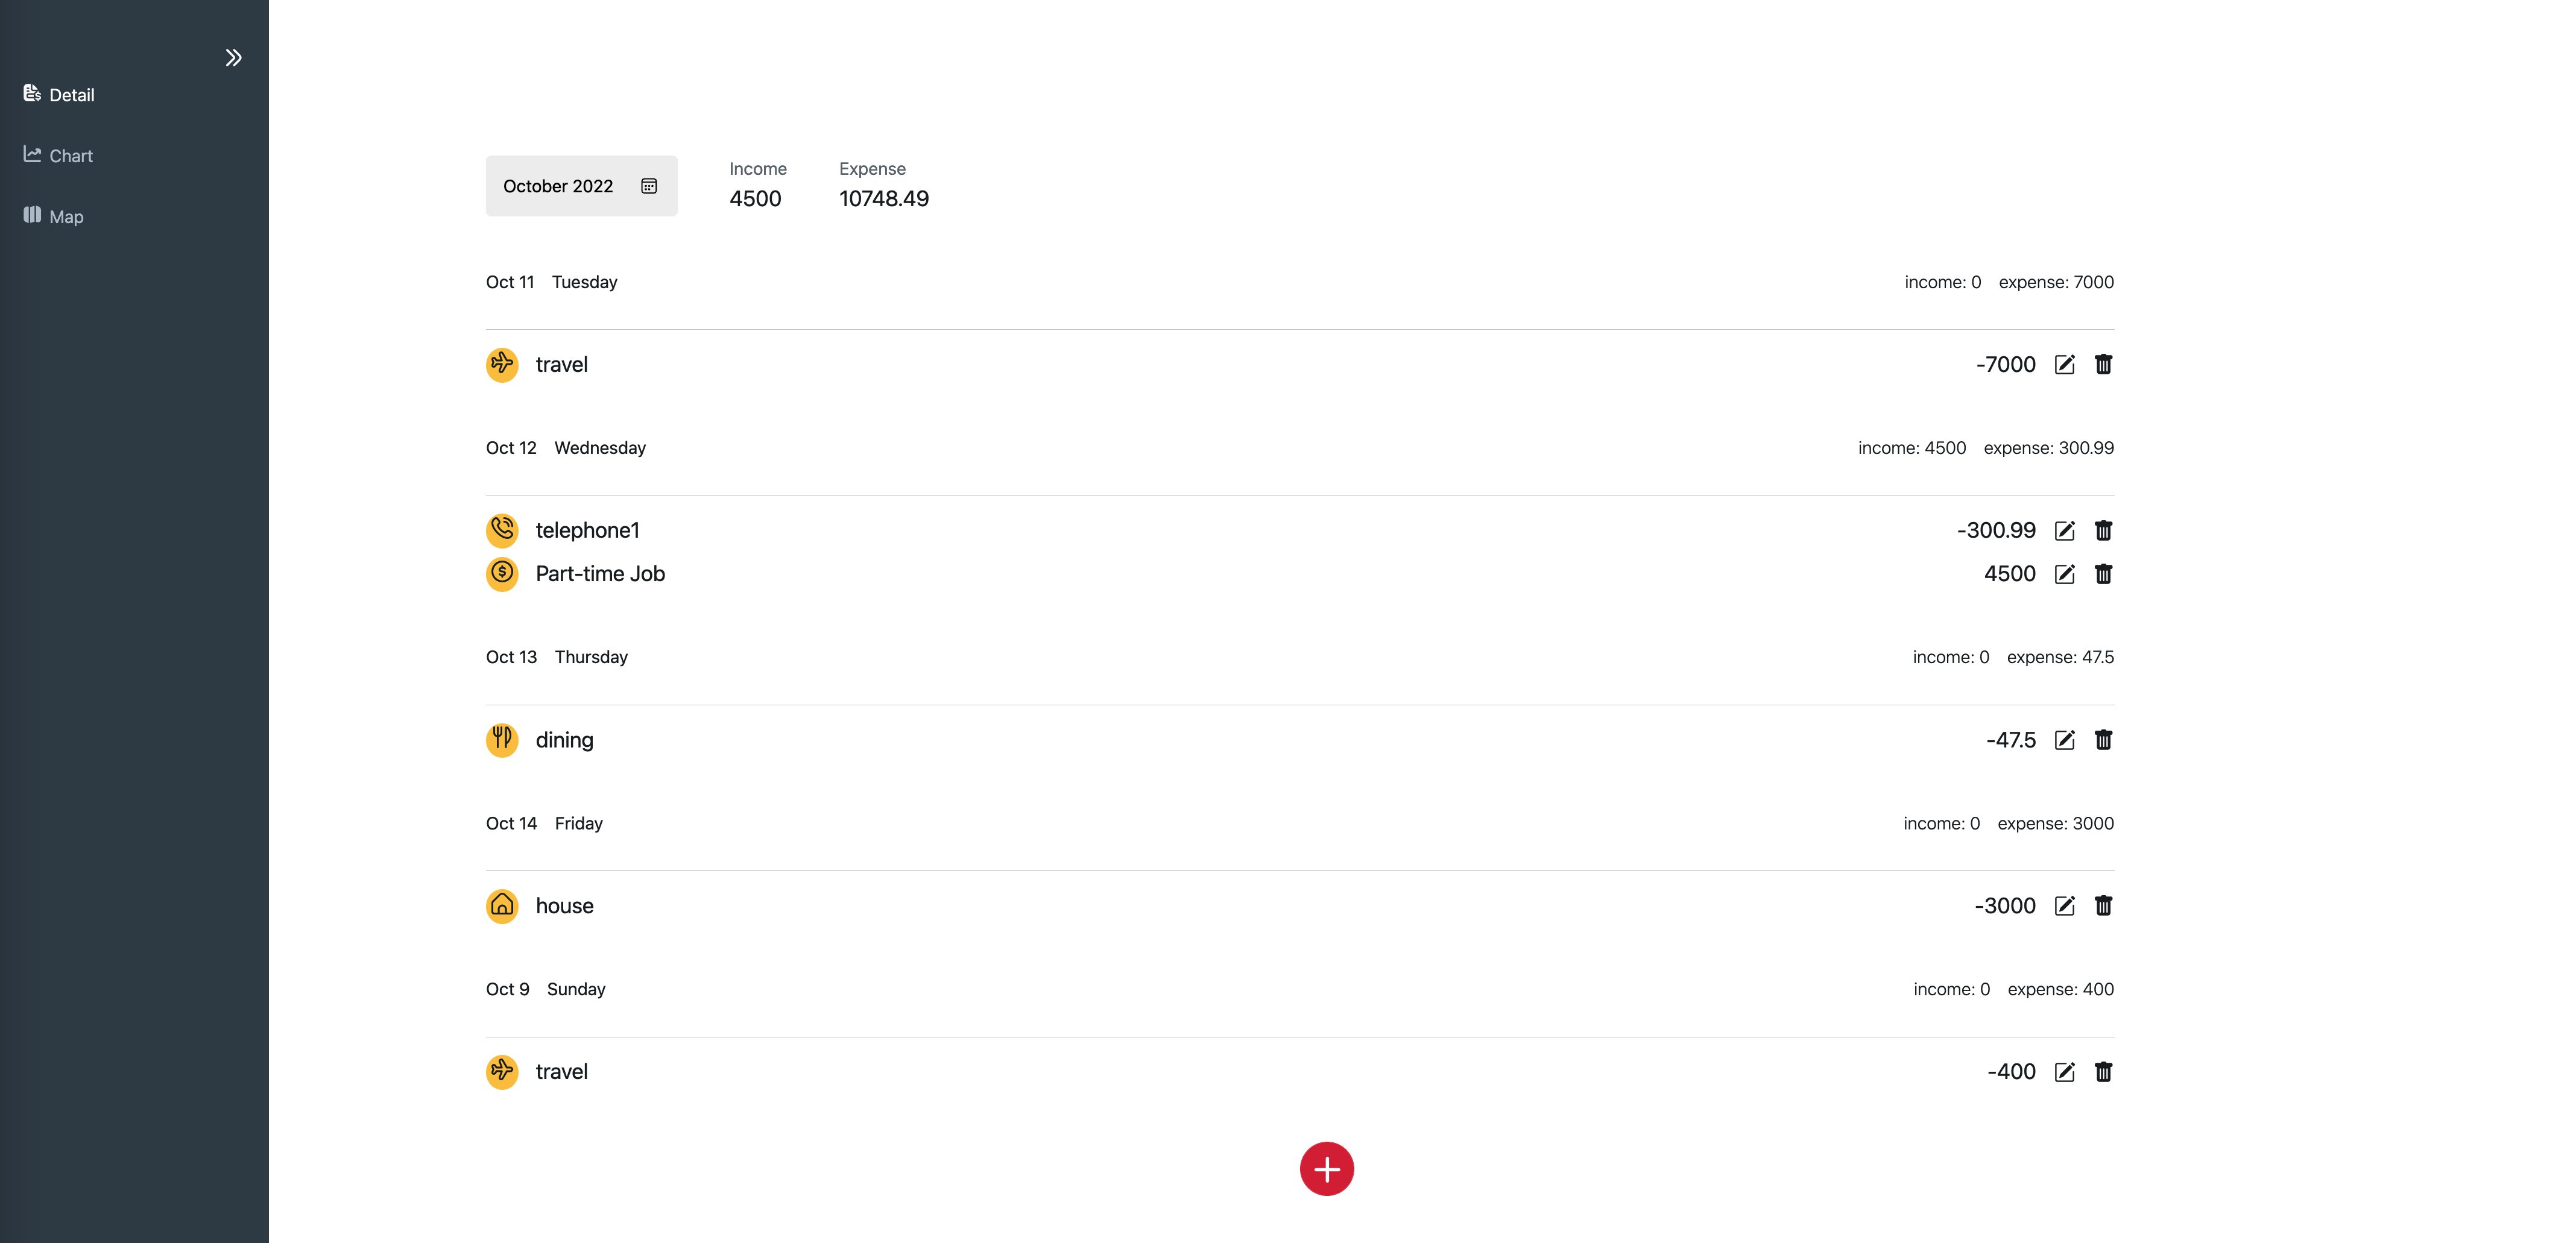 Detail
Chart
Map
October 2022
Income
4500
Expense
10748.49
Oct 11 Tuesday income: 0 expense: 7000
travel -7000
Oct 12 Wednesday income: 4500 expense: 300.99
telephone1 -300.99
Part-time Job 4500
Oct 13 Thursday income: 0 expense: 47.5
dining -47.5
Oct 14 Friday income: 0 expense: 3000
house -3000
Oct 9 Sunday income: 0 expense: 400
travel -400